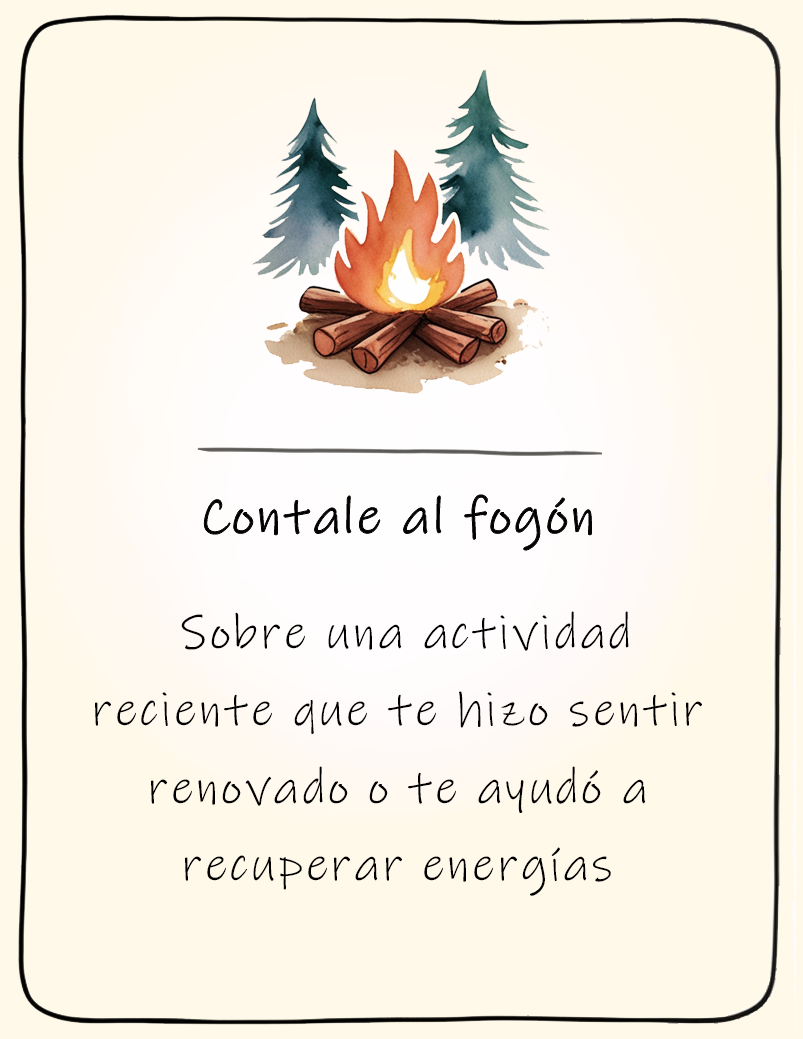 Contale al fogón
Sobre una actividad
reciente que te hizo sentir
renovado o te ayudó a
recuperar energías